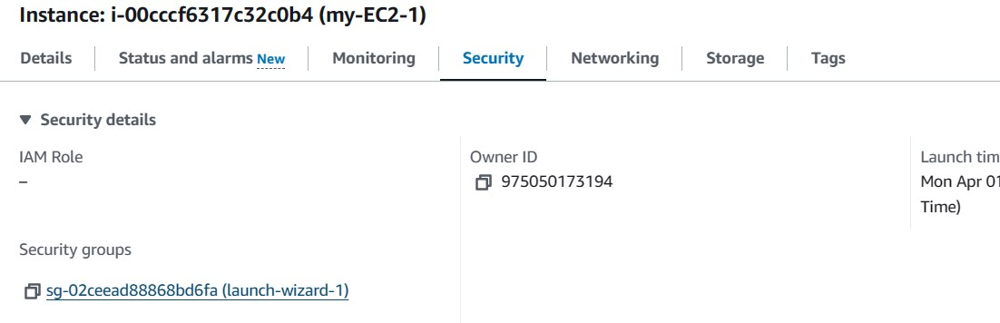 Instance: i-00cccf6317c32c0b4 (my-EC2-1)
Details Status and alarms New Monitoring Security Networking Storage Tags
Security details
IAM Role
–
Owner ID
975050173194
Launch tim
Mon Apr 01
Time)
Security groups
sg-02ceead88868bd6fa (launch-wizard-1)